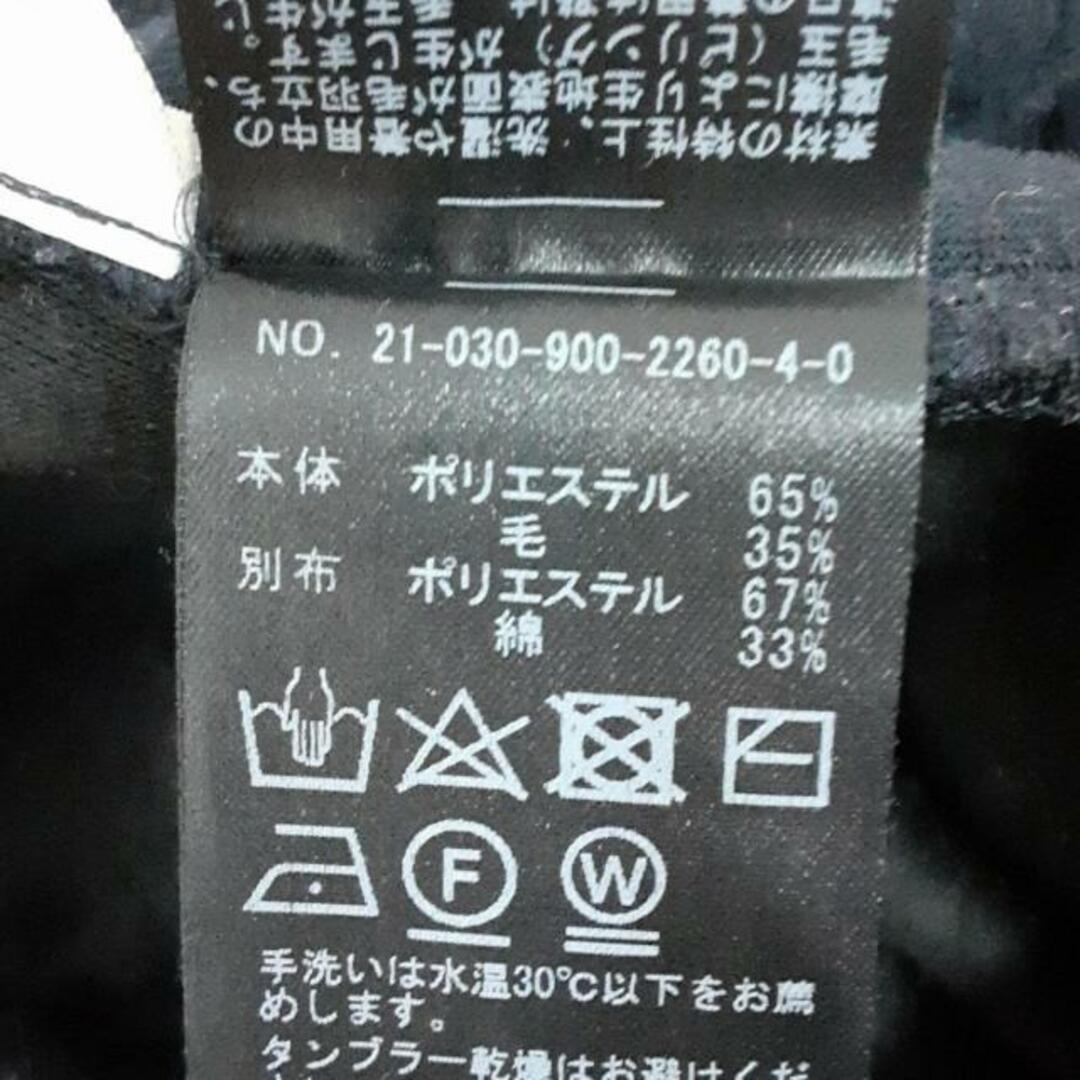 素材の特性上、洗濯や着用中の
摩擦により生地表面が毛羽立ち、
毛玉（ピリング）が生じます。
NO. 21-030-900-2260-4-0
本体 ポリエステル 65%
毛 35%
別布 ポリエステル 67%
綿 33%
F W
手洗いは水温30℃以下をお薦
めします。
タンブラー乾燥はお避けくだ